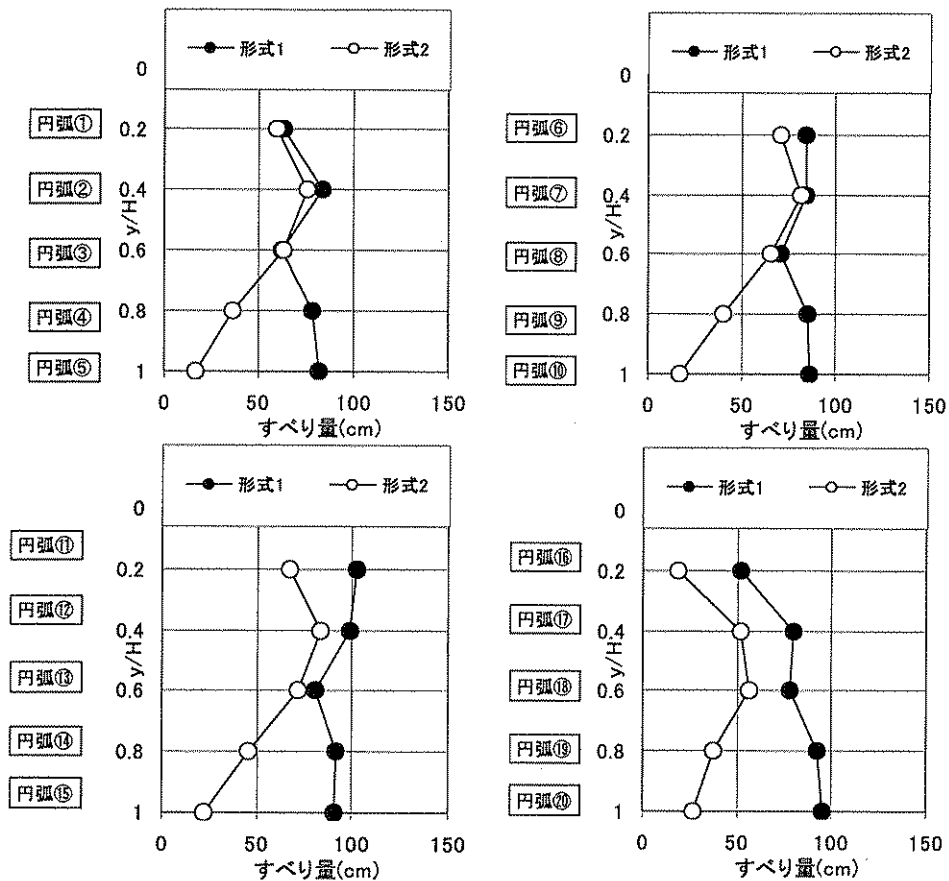 形式1 形式2
0
円弧① 0.2
円弧② 0.4
y/H
円弧③ 0.6
円弧④ 0.8
円弧⑤ 1
0 50 100 150
すべり量(cm)
形式1 形式2
0
円弧⑥ 0.2
円弧⑦ 0.4
y/H
円弧⑧ 0.6
円弧⑨ 0.8
円弧⑩ 1
0 50 100 150
すべり量(cm)
形式1 形式2
0
円弧⑪ 0.2
円弧⑫ 0.4
y/H
円弧⑬ 0.6
円弧⑭ 0.8
円弧⑮ 1
0 50 100 150
すべり量(cm)
形式1 形式2
0
円弧⑯ 0.2
円弧⑰ 0.4
y/H
円弧⑱ 0.6
円弧⑲ 0.8
円弧⑳ 1
0 50 100 150
すべり量(cm)